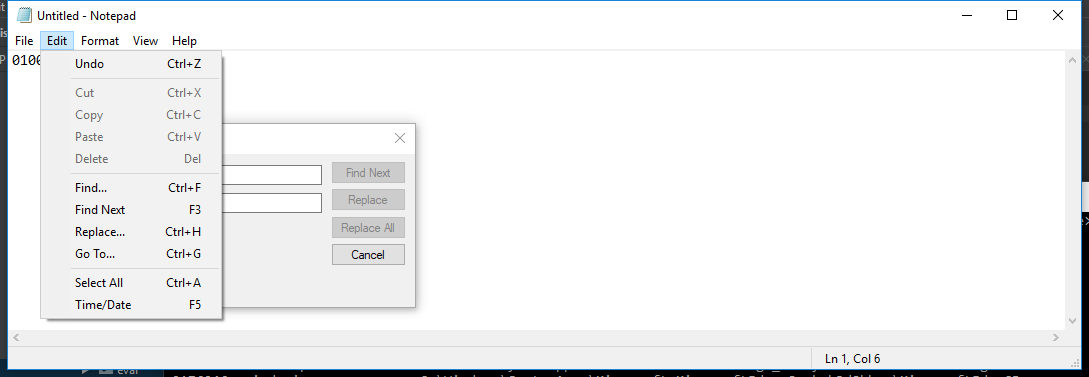 Untitled - Notepad
File Edit Format View Help
0100
Undo Ctrl+Z
Cut Ctrl+X
Copy Ctrl+C
Paste Ctrl+V
Delete Del
Find... Ctrl+F
Find Next F3
Replace... Ctrl+H
Go To... Ctrl+G
Select All Ctrl+A
Time/Date F5
Find Next
Replace
Replace All
Cancel
Ln 1, Col 6
eval